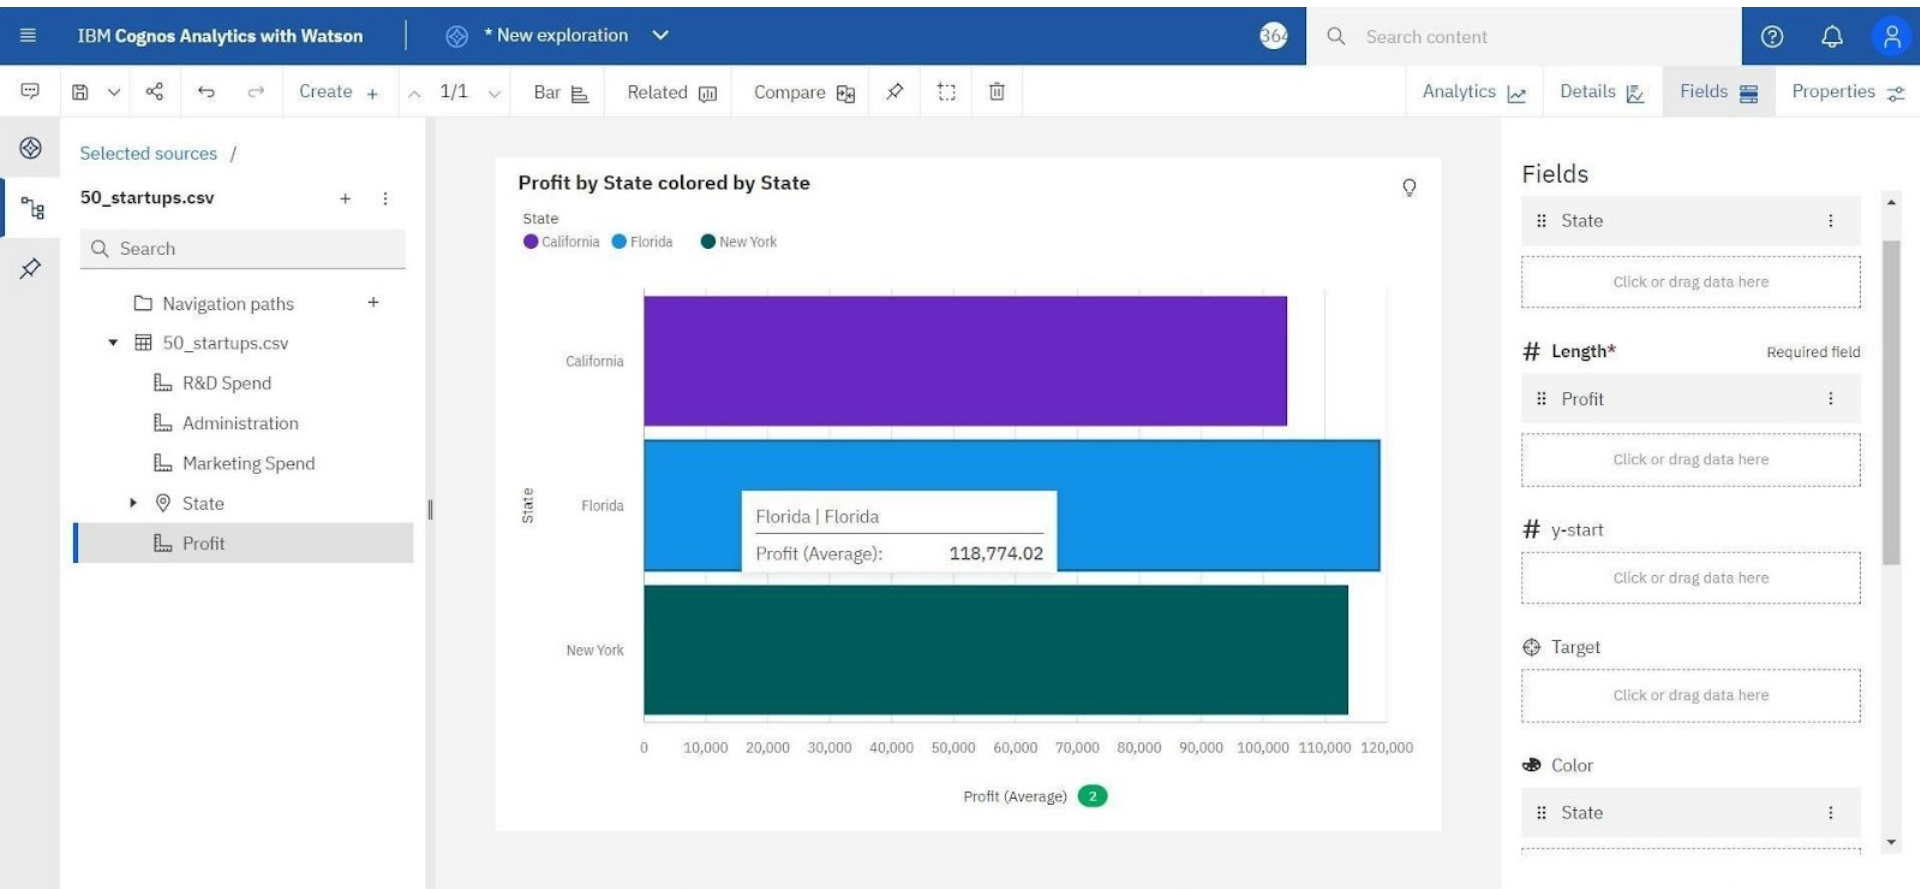 IBM Cognos Analytics with Watson
* New exploration
364
Search content
Create +
1/1
Bar
Related
Compare
Analytics
Details
Fields
Properties
Selected sources /
50_startups.csv
Search
Navigation paths
50_startups.csv
R&D Spend
Administration
Marketing Spend
State
Profit
Profit by State colored by State
State
California Florida New York
California
State
Florida
Florida | Florida
Profit (Average): 118,774.02
New York
0 10,000 20,000 30,000 40,000 50,000 60,000 70,000 80,000 90,000 100,000 110,000 120,000
Profit (Average) 2
Fields
State
Click or drag data here
# Length* Required field
Profit
Click or drag data here
# y-start
Click or drag data here
Target
Click or drag data here
Color
State